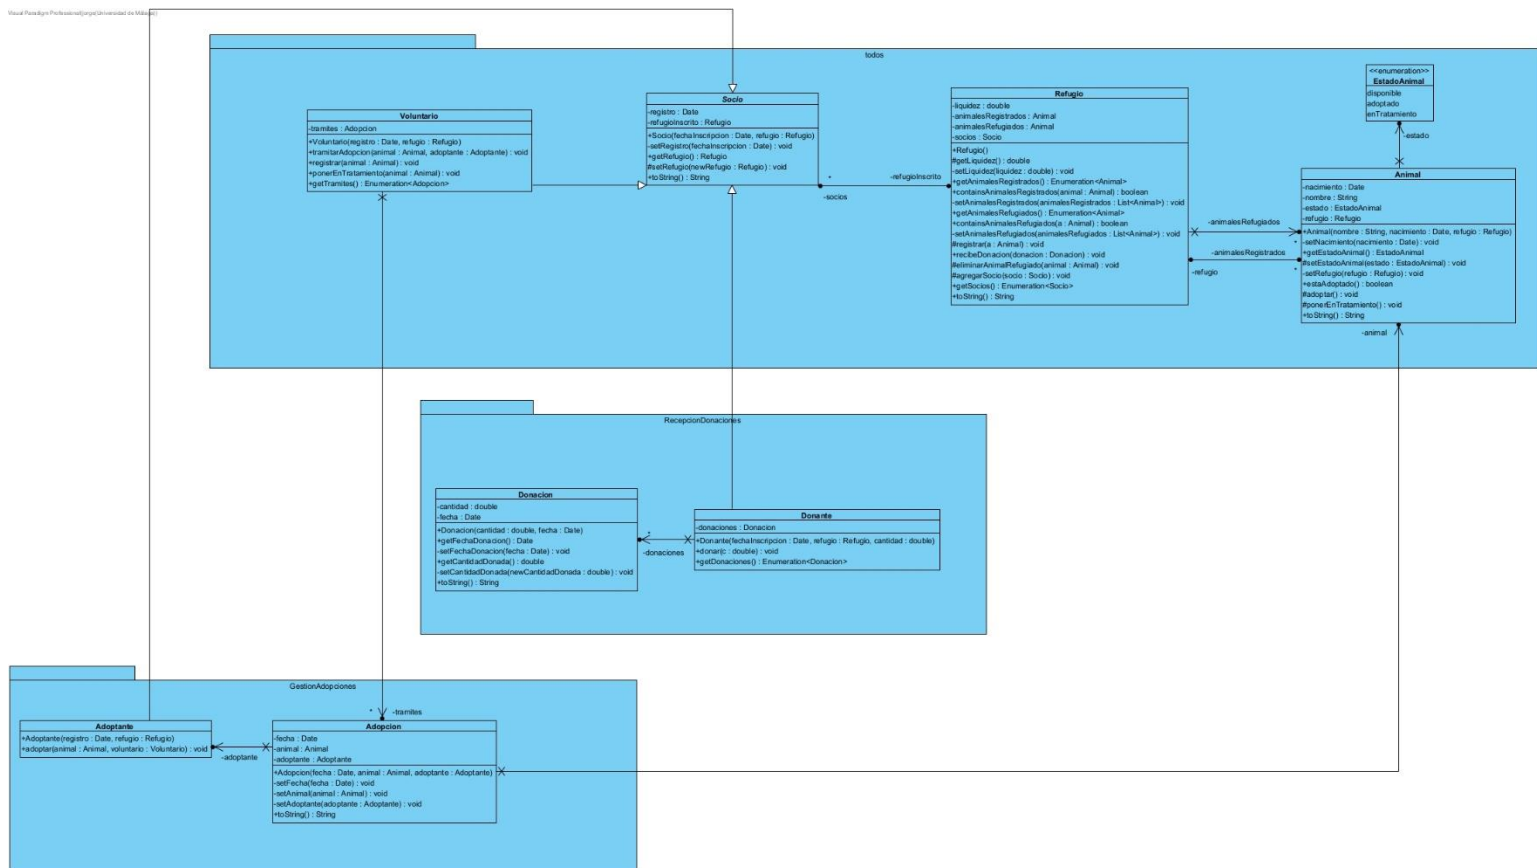 Visual Paradigm Professional(jorge(Universidad de Málaga))
todos
<<enumeration>>
EstadoAnimal
disponible
adoptado
enTratamiento
-estado
Voluntario
-tramites : Adopcion
+Voluntario(registro : Date, refugio : Refugio)
+tramitarAdopcion(animal : Animal, adoptante : Adoptante) : void
+registrar(animal : Animal) : void
+ponerEnTratamiento(animal : Animal) : void
+getTramites() : Enumeration<Adopcion>
Socio
-registro : Date
-refugioInscrito : Refugio
+Socio(fechaInscripcion : Date, refugio : Refugio)
-setRegistro(fechaInscripcion : Date) : void
+getRefugio() : Refugio
#setRefugio(newRefugio : Refugio) : void
+toString() : String
*
-socios
-refugioInscrito
Refugio
-liquidez : double
-animalesRegistrados : Animal
-animalesRefugiados : Animal
-socios : Socio
+Refugio()
#getLiquidez() : double
-setLiquidez(liquidez : double) : void
+getAnimalesRegistrados() : Enumeration<Animal>
+containsAnimalesRegistrados(animal : Animal) : boolean
-setAnimalesRegistrados(animalesRegistrados : List<Animal>) : void
+getAnimalesRefugiados() : Enumeration<Animal>
+containsAnimalesRefugiados(a : Animal) : boolean
-setAnimalesRefugiados(animalesRefugiados : List<Animal>) : void
#registrar(a : Animal) : void
+recibeDonacion(donacion : Donacion) : void
#eliminarAnimalRefugiado(animal : Animal) : void
#agregarSocio(socio : Socio) : void
+getSocios() : Enumeration<Socio>
+toString() : String
-animalesRefugiados
*
-animalesRegistrados
-refugio
*
Animal
-nacimiento : Date
-nombre : String
-estado : EstadoAnimal
-refugio : Refugio
+Animal(nombre : String, nacimiento : Date, refugio : Refugio)
-setNacimiento(nacimiento : Date) : void
+getEstadoAnimal() : EstadoAnimal
#setEstadoAnimal(estado : EstadoAnimal) : void
-setRefugio(refugio : Refugio) : void
+estaAdoptado() : boolean
#adoptar() : void
#ponerEnTratamiento() : void
+toString() : String
-animal
RecepcionDonaciones
Donacion
-cantidad : double
-fecha : Date
+Donacion(cantidad : double, fecha : Date)
+getFechaDonacion() : Date
-setFechaDonacion(fecha : Date) : void
+getCantidadDonada() : double
-setCantidadDonada(newCantidadDonada : double) : void
+toString() : String
*
-donaciones
Donante
-donaciones : Donacion
+Donante(fechaInscripcion : Date, refugio : Refugio, cantidad : double)
+donar(c : double) : void
+getDonaciones() : Enumeration<Donacion>
GestionAdopciones
Adoptante
+Adoptante(registro : Date, refugio : Refugio)
+adoptar(animal : Animal, voluntario : Voluntario) : void
-adoptante
*
-tramites
Adopcion
-fecha : Date
-animal : Animal
-adoptante : Adoptante
+Adopcion(fecha : Date, animal : Animal, adoptante : Adoptante)
-setFecha(fecha : Date) : void
-setAnimal(animal : Animal) : void
-setAdoptante(adoptante : Adoptante) : void
+toString() : String